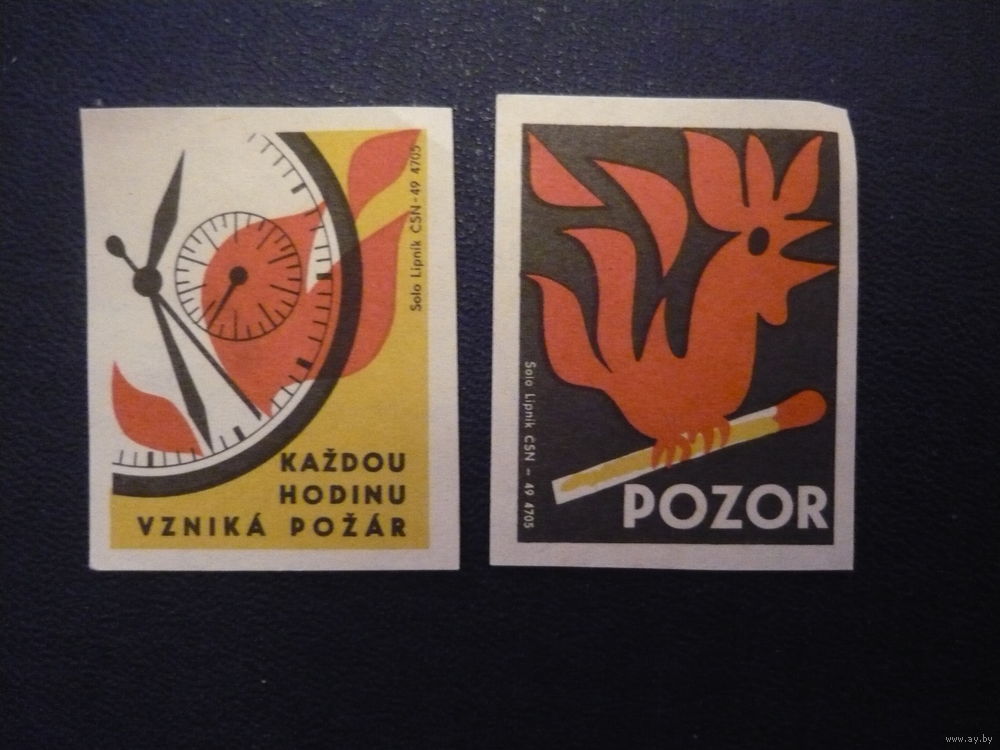 Solo Lipník ČSN-49 4705
KAŽDOU
HODINU
VZNIKÁ POŽÁR
Solo Lipník ČSN - 49 4705
POZOR
www.ay.by